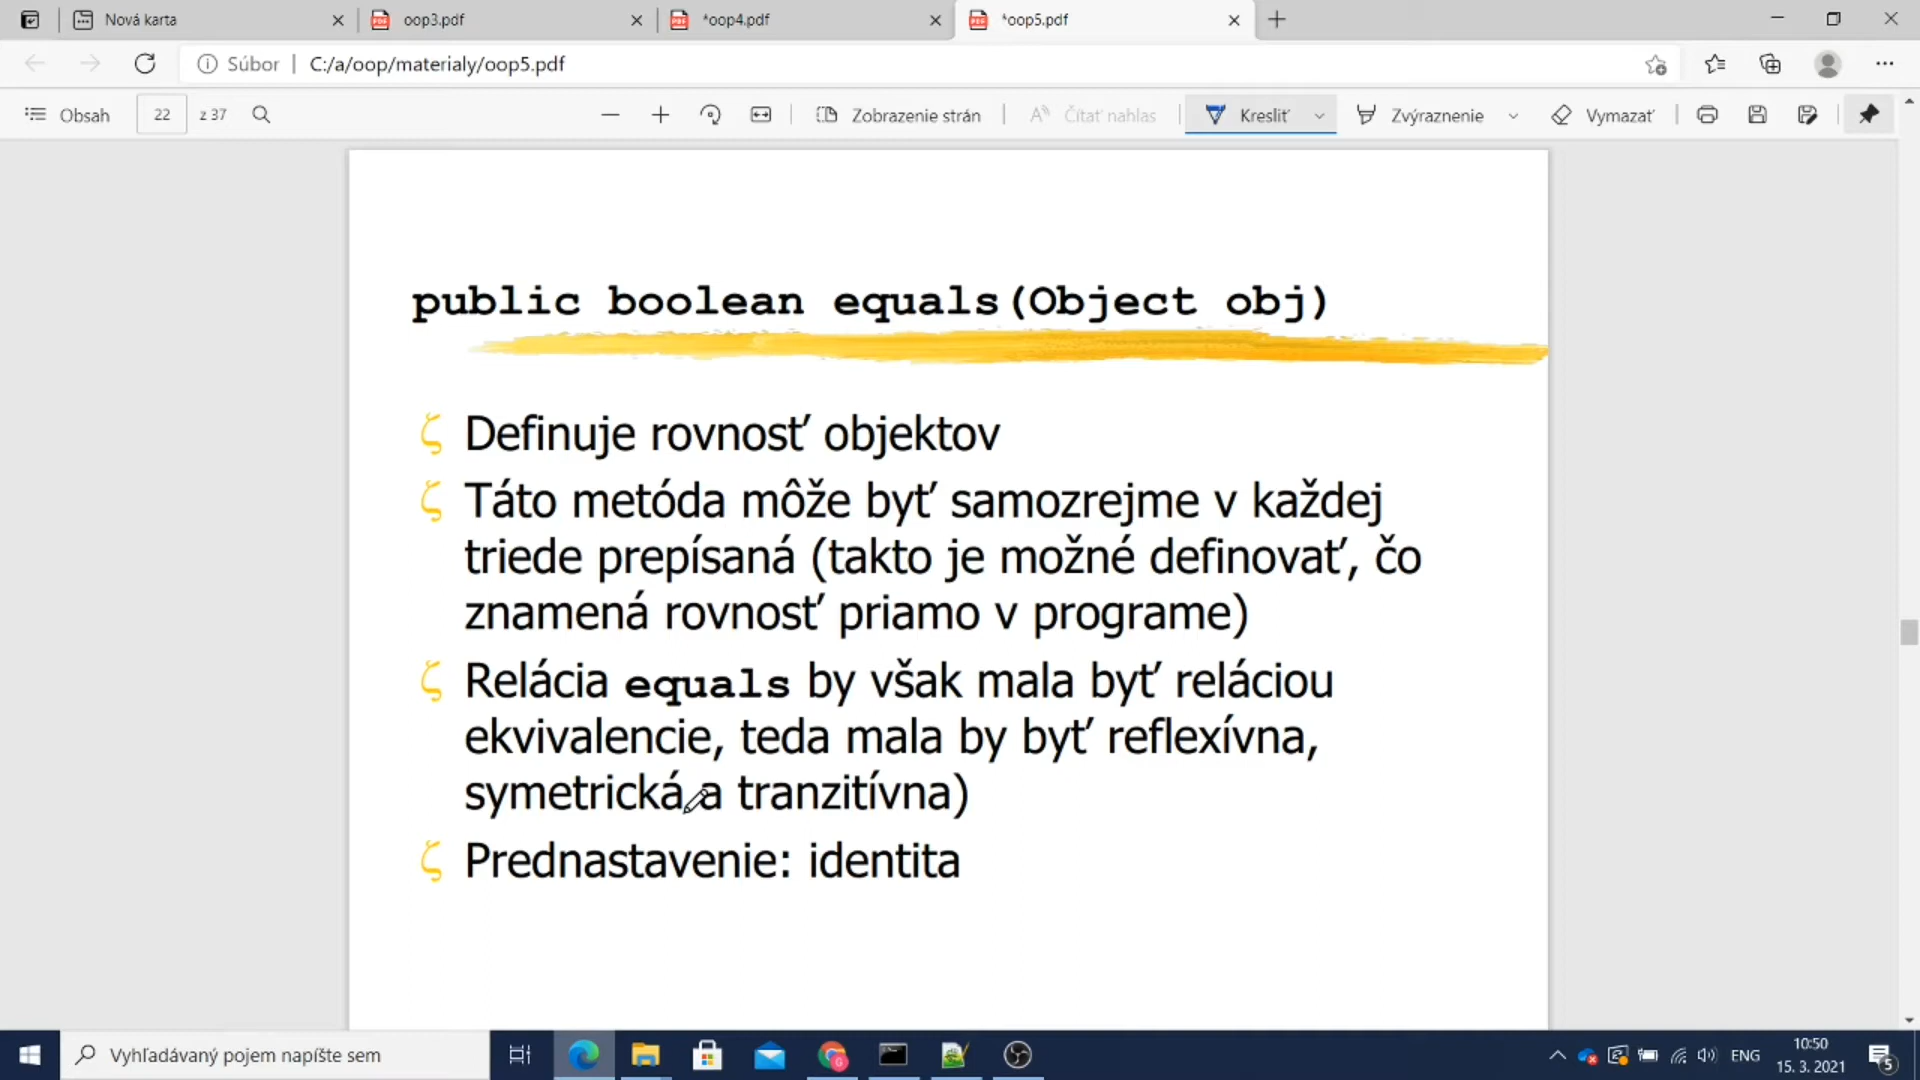 Nová karta
oop3.pdf
*oop4.pdf
*oop5.pdf
Súbor | C:/a/oop/materialy/oop5.pdf
Obsah 22 z 37 Zobrazenie strán Čítať nahlas Kresliť Zvýraznenie Vymazať
public boolean equals(Object obj)
Definuje rovnosť objektov
Táto metóda môže byť samozrejme v každej
triede prepísaná (takto je možné definovať, čo
znamená rovnosť priamo v programe)
Relácia equals by však mala byť reláciou
ekvivalencie, teda mala by byť reflexívna,
symetrická a tranzitívna)
Prednastavenie: identita
Vyhľadávaný pojem napíšte sem
ENG
10:50
15. 3. 2021
5